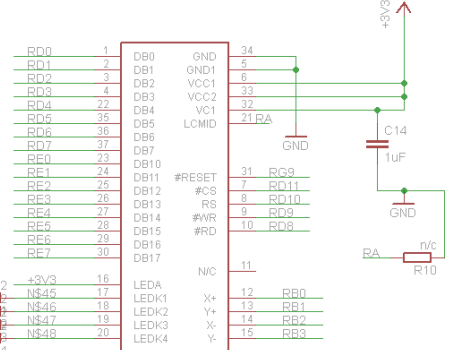 +3V3
RD0 1 DB0 GND 34
RD1 2 DB1 GND1 5
RD2 3 DB2 VCC1 6
RD3 4 DB3 VCC2 33
RD4 22 DB4 VC1 32
RD5 35 DB5 LCMID 21 RA
RD6 36 DB6
RD7 37 DB7
RE0 23 DB10
RE1 24 DB11 #RESET 31 RG9
RE2 25 DB12 #CS 7 RD11
RE3 26 DB13 RS 8 RD10
RE4 27 DB14 #WR 9 RD9
RE5 28 DB15 #RD 10 RD8
RE6 29 DB16
RE7 30 DB17
N/C 11
+3V3 16 LEDA
N$45 17 LEDK1 X+ 12 RB0
N$46 18 LEDK2 Y+ 13 RB1
N$47 19 LEDK3 X- 14 RB2
N$48 20 LEDK4 Y- 15 RB3
GND
C14
1uF
GND
n/c
RA
R10
2